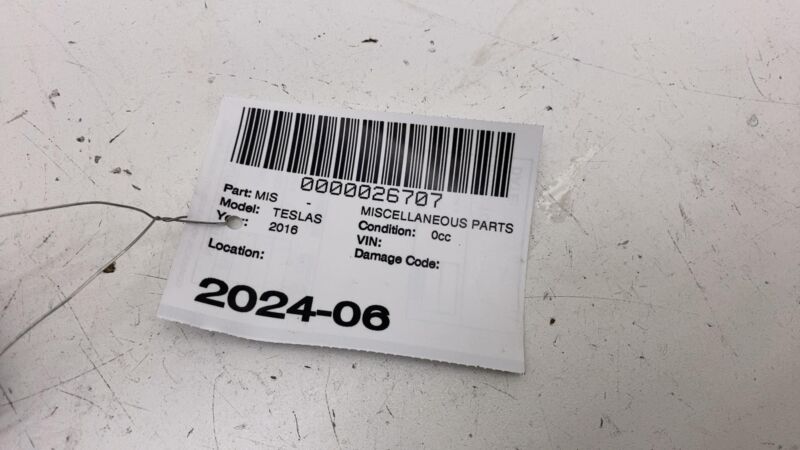 0000026707
Part: MIS - MISCELLANEOUS PARTS
Model: TESLAS Condition: 0cc
2016 VIN:
Location: Damage Code:
2024-06